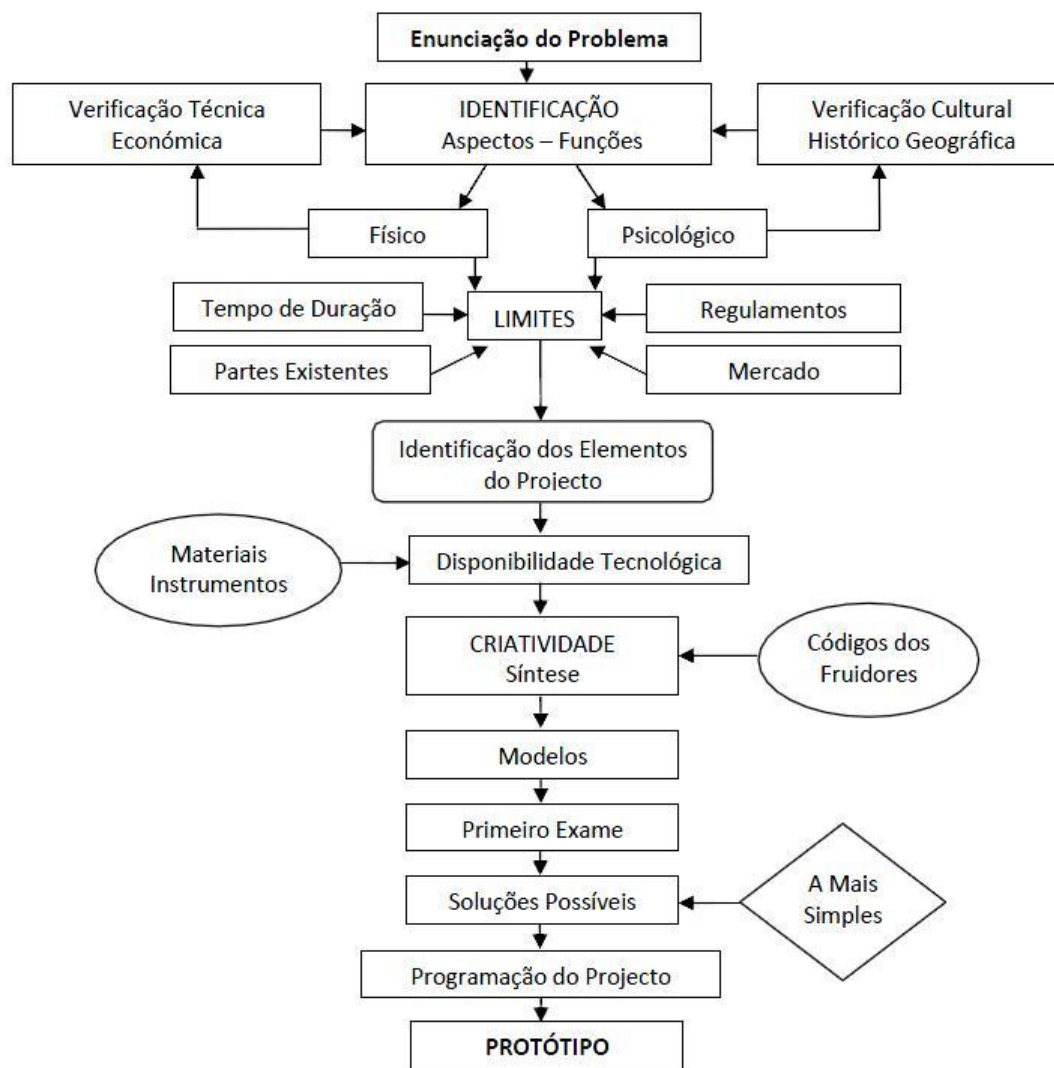 Enunciação do Problema
Verificação Técnica
Económica
IDENTIFICAÇÃO
Aspectos – Funções
Verificação Cultural
Histórico Geográfica
Físico
Psicológico
Tempo de Duração
LIMITES
Regulamentos
Partes Existentes
Mercado
Identificação dos Elementos
do Projecto
Materiais
Instrumentos
Disponibilidade Tecnológica
CRIATIVIDADE
Síntese
Códigos dos
Fruidores
Modelos
Primeiro Exame
Soluções Possíveis
A Mais
Simples
Programação do Projecto
PROTÓTIPO